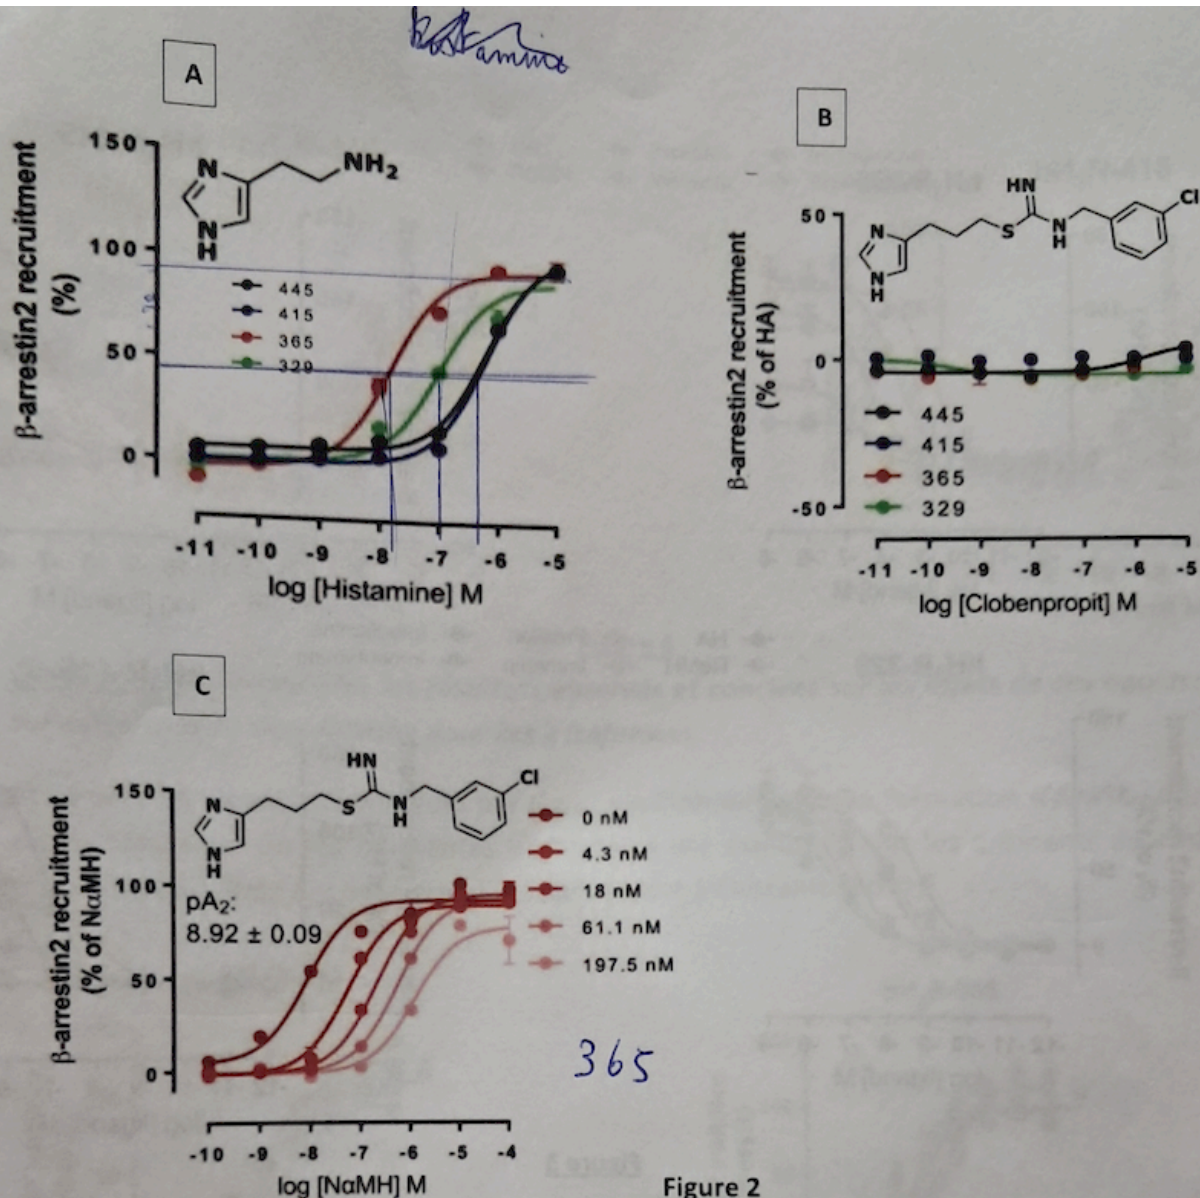 A
150
100
50
0
β-arrestin2 recruitment
(%)
N
NH₂
N
H
445
415
365
329
-11 -10 -9 -8 -7 -6 -5
log [Histamine] M
B
50
0
-50
β-arrestin2 recruitment
(% of HA)
HN
Cl
N
S
N
H
N
H
445
415
365
329
-11 -10 -9 -8 -7 -6 -5
log [Clobenpropit] M
C
150
100
50
0
β-arrestin2 recruitment
(% of NαMH)
HN
Cl
N
S
N
H
N
H
pA₂:
8.92 ± 0.09
0 nM
4.3 nM
18 nM
61.1 nM
197.5 nM
365
-10 -9 -8 -7 -6 -5 -4
log [NαMH] M
Figure 2